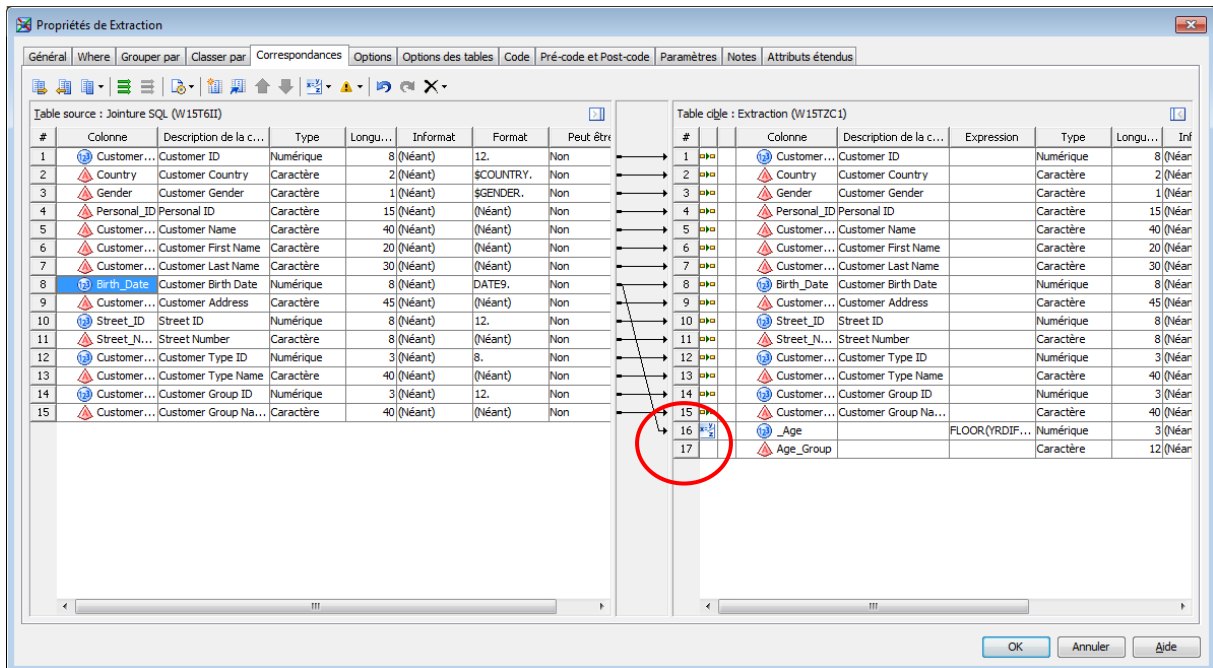 Propriétés de Extraction
Général Where Grouper par Classer par Correspondances Options Options des tables Code Pré-code et Post-code Paramètres Notes Attributs étendus
Table source : Jointure SQL (W15T6II)
# Colonne Description de la c... Type Longu... Informat Format Peut être
1 Customer... Customer ID Numérique 8 (Néant) 12. Non
2 Country Customer Country Caractère 2 (Néant) $COUNTRY. Non
3 Gender Customer Gender Caractère 1 (Néant) $GENDER. Non
4 Personal_ID Personal ID Caractère 15 (Néant) (Néant) Non
5 Customer... Customer Name Caractère 40 (Néant) (Néant) Non
6 Customer... Customer First Name Caractère 20 (Néant) (Néant) Non
7 Customer... Customer Last Name Caractère 30 (Néant) (Néant) Non
8 Birth_Date Customer Birth Date Numérique 8 (Néant) DATE9. Non
9 Customer... Customer Address Caractère 45 (Néant) (Néant) Non
10 Street_ID Street ID Numérique 8 (Néant) 12. Non
11 Street_N... Street Number Caractère 8 (Néant) (Néant) Non
12 Customer... Customer Type ID Numérique 3 (Néant) 8. Non
13 Customer... Customer Type Name Caractère 40 (Néant) (Néant) Non
14 Customer... Customer Group ID Numérique 3 (Néant) 12. Non
15 Customer... Customer Group Na... Caractère 40 (Néant) (Néant) Non
Table cible : Extraction (W15TZC1)
# Colonne Description de la c... Expression Type Longu... Inf
1 Customer... Customer ID Numérique 8 (Néan
2 Country Customer Country Caractère 2 (Néan
3 Gender Customer Gender Caractère 1 (Néan
4 Personal_ID Personal ID Caractère 15 (Néan
5 Customer... Customer Name Caractère 40 (Néan
6 Customer... Customer First Name Caractère 20 (Néan
7 Customer... Customer Last Name Caractère 30 (Néan
8 Birth_Date Customer Birth Date Numérique 8 (Néan
9 Customer... Customer Address Caractère 45 (Néan
10 Street_ID Street ID Numérique 8 (Néan
11 Street_N... Street Number Caractère 8 (Néan
12 Customer... Customer Type ID Numérique 3 (Néan
13 Customer... Customer Type Name Caractère 40 (Néan
14 Customer... Customer Group ID Numérique 3 (Néan
15 Customer... Customer Group Na... Caractère 40 (Néan
16 _Age FLOOR(YRDIF... Numérique 3 (Néan
17 Age_Group Caractère 12 (Néan
OK Annuler Aide